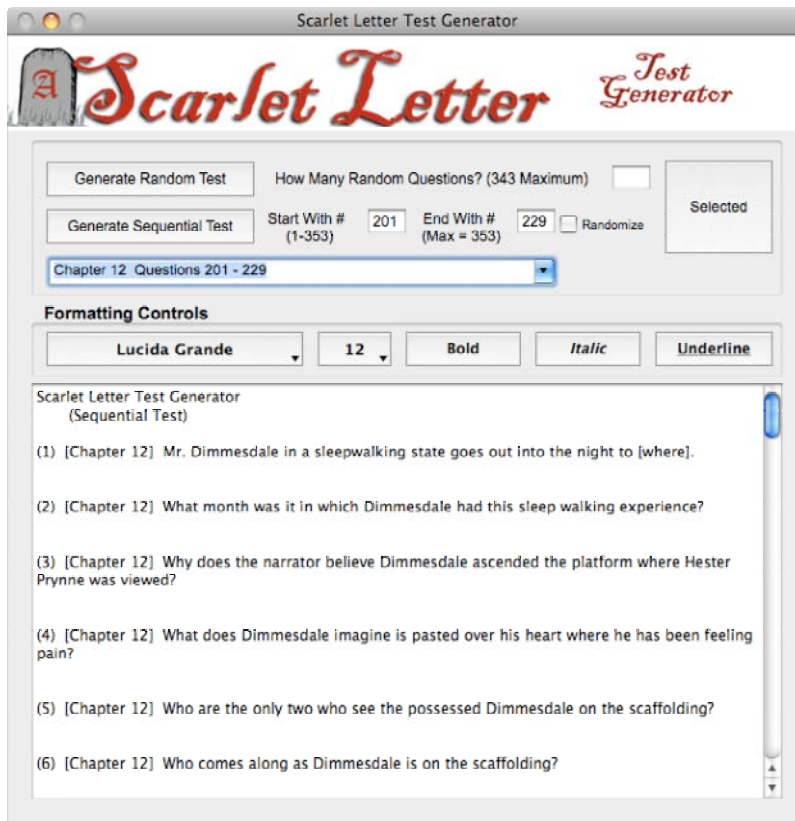 Scarlet Letter Test Generator
A Scarlet Letter
Test
Generator
Generate Random Test
How Many Random Questions? (343 Maximum)
Selected
Generate Sequential Test
Start With #
(1-353)
201
End With #
(Max = 353)
229
Randomize
Chapter 12 Questions 201 - 229
Formatting Controls
Lucida Grande
12
Bold
Italic
Underline
Scarlet Letter Test Generator
(Sequential Test)
(1) [Chapter 12] Mr. Dimmesdale in a sleepwalking state goes out into the night to [where].
(2) [Chapter 12] What month was it in which Dimmesdale had this sleep walking experience?
(3) [Chapter 12] Why does the narrator believe Dimmesdale ascended the platform where Hester
Prynne was viewed?
(4) [Chapter 12] What does Dimmesdale imagine is pasted over his heart where he has been feeling
pain?
(5) [Chapter 12] Who are the only two who see the possessed Dimmesdale on the scaffolding?
(6) [Chapter 12] Who comes along as Dimmesdale is on the scaffolding?